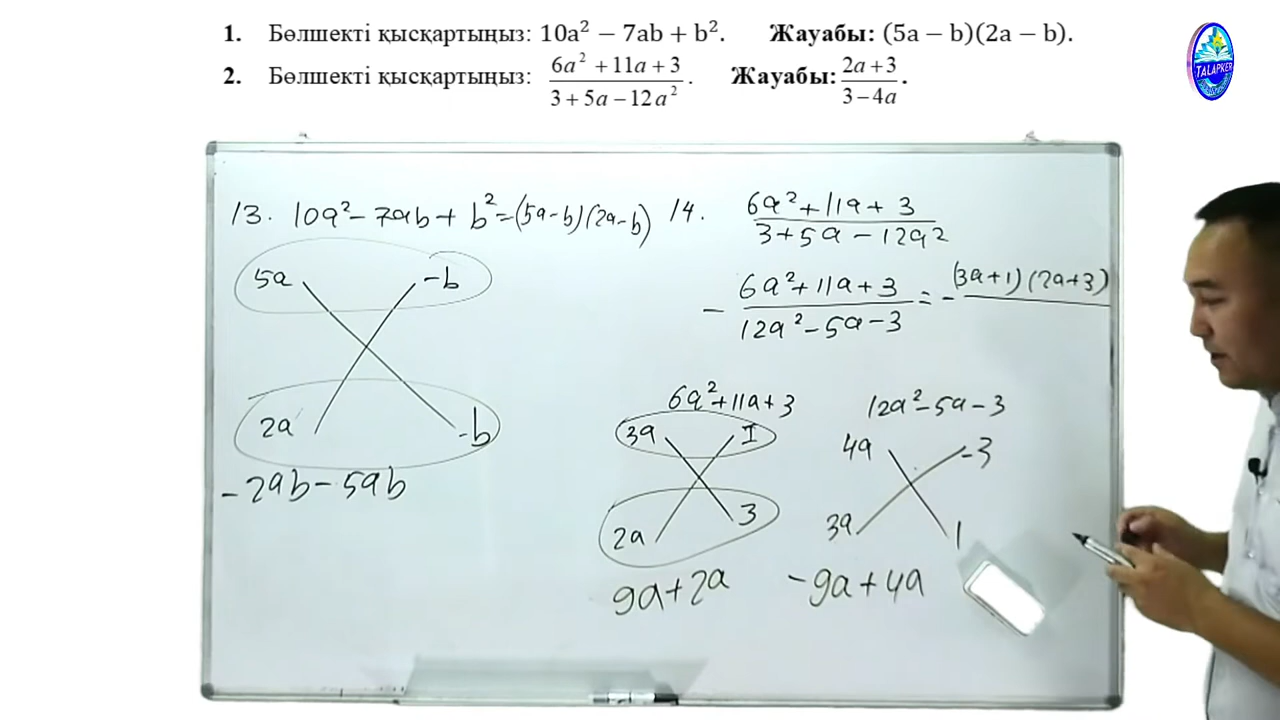 1. Бөлшекті қысқартыңыз: 10a² − 7ab + b². Жауабы: (5a − b)(2a − b).
2. Бөлшекті қысқартыңыз: (6a² + 11a + 3)/(3 + 5a − 12a²). Жауабы: (2a + 3)/(3 − 4a).
TALAPKER
13. 10a² − 7ab + b² = (5a−b)(2a−b)
5a −b
2a −b
−2ab − 5ab
14. (6a² + 11a + 3)/(3 + 5a − 12a²)
− (6a² + 11a + 3)/(12a² − 5a − 3) = − (3a+1)(2a+3)
6a² + 11a + 3
3a 1
2a 3
9a + 2a
12a² − 5a − 3
4a −3
3a 1
−9a + 4a